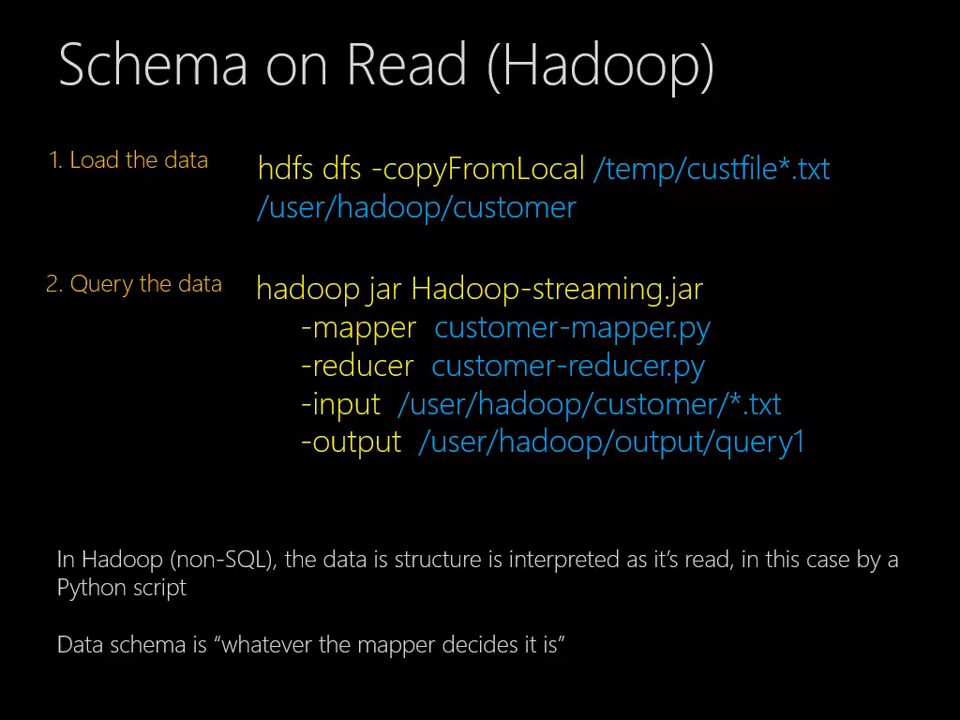 Schema on Read (Hadoop)
1. Load the data
hdfs dfs -copyFromLocal /temp/custfile*.txt
/user/hadoop/customer
2. Query the data
hadoop jar Hadoop-streaming.jar
-mapper customer-mapper.py
-reducer customer-reducer.py
-input /user/hadoop/customer/*.txt
-output /user/hadoop/output/query1
In Hadoop (non-SQL), the data is structure is interpreted as it's read, in this case by a
Python script
Data schema is “whatever the mapper decides it is”